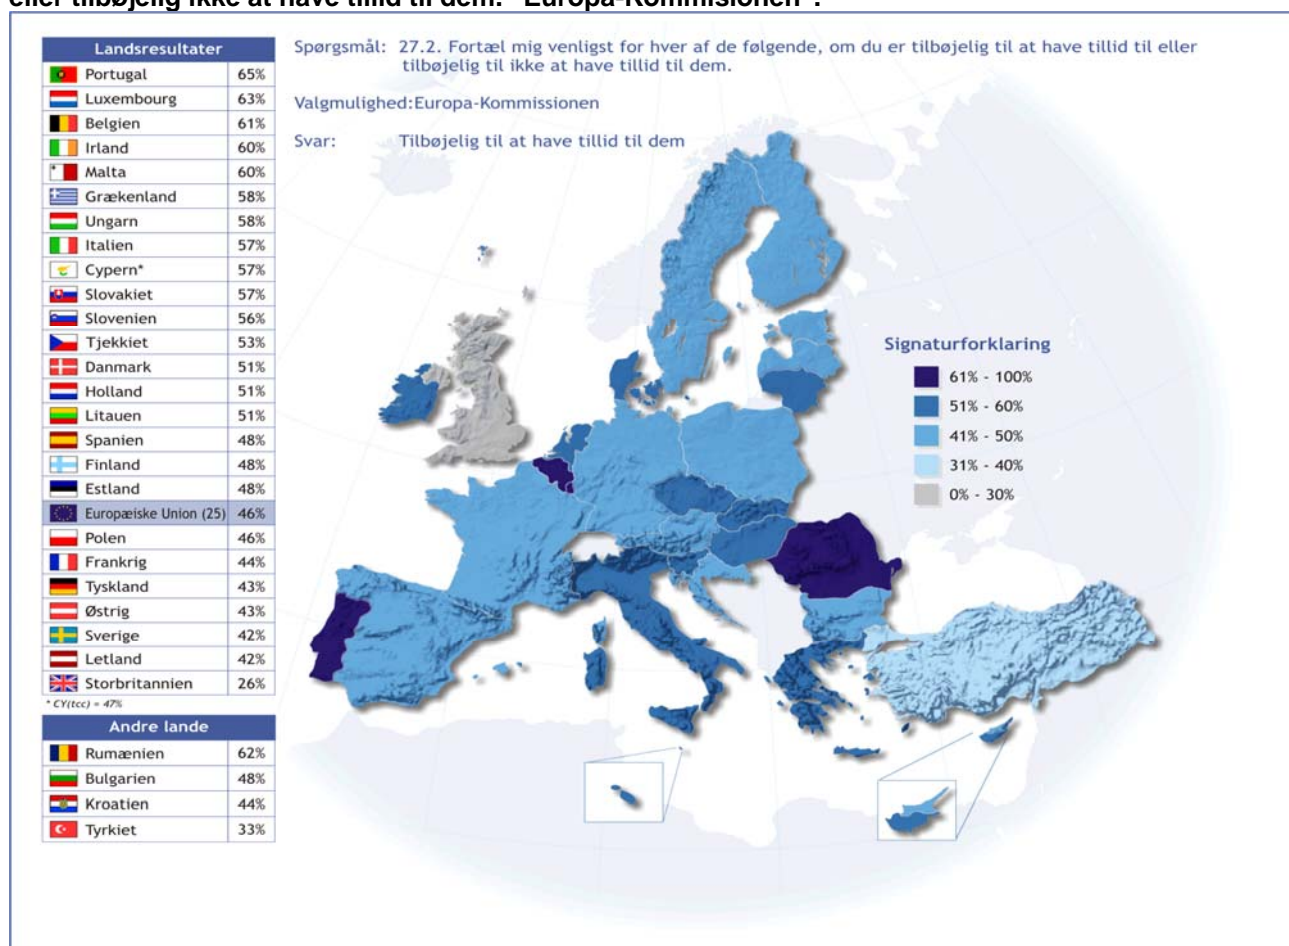 eller tilbøjelig ikke at have tillid til dem: "Europa-Kommisionen".
Landsresultater
Portugal 65%
Luxembourg 63%
Belgien 61%
Irland 60%
Malta 60%
Grækenland 58%
Ungarn 58%
Italien 57%
Cypern* 57%
Slovakiet 57%
Slovenien 56%
Tjekkiet 53%
Danmark 51%
Holland 51%
Litauen 51%
Spanien 48%
Finland 48%
Estland 48%
Europæiske Union (25) 46%
Polen 46%
Frankrig 44%
Tyskland 43%
Østrig 43%
Sverige 42%
Letland 42%
Storbritannien 26%
* CY(tcc) = 47%
Andre lande
Rumænien 62%
Bulgarien 48%
Kroatien 44%
Tyrkiet 33%
Spørgsmål: 27.2. Fortæl mig venligst for hver af de følgende, om du er tilbøjelig til at have tillid til eller
tilbøjelig til ikke at have tillid til dem.
Valgmulighed:Europa-Kommissionen
Svar: Tilbøjelig til at have tillid til dem
Signaturforklaring
61% - 100%
51% - 60%
41% - 50%
31% - 40%
0% - 30%